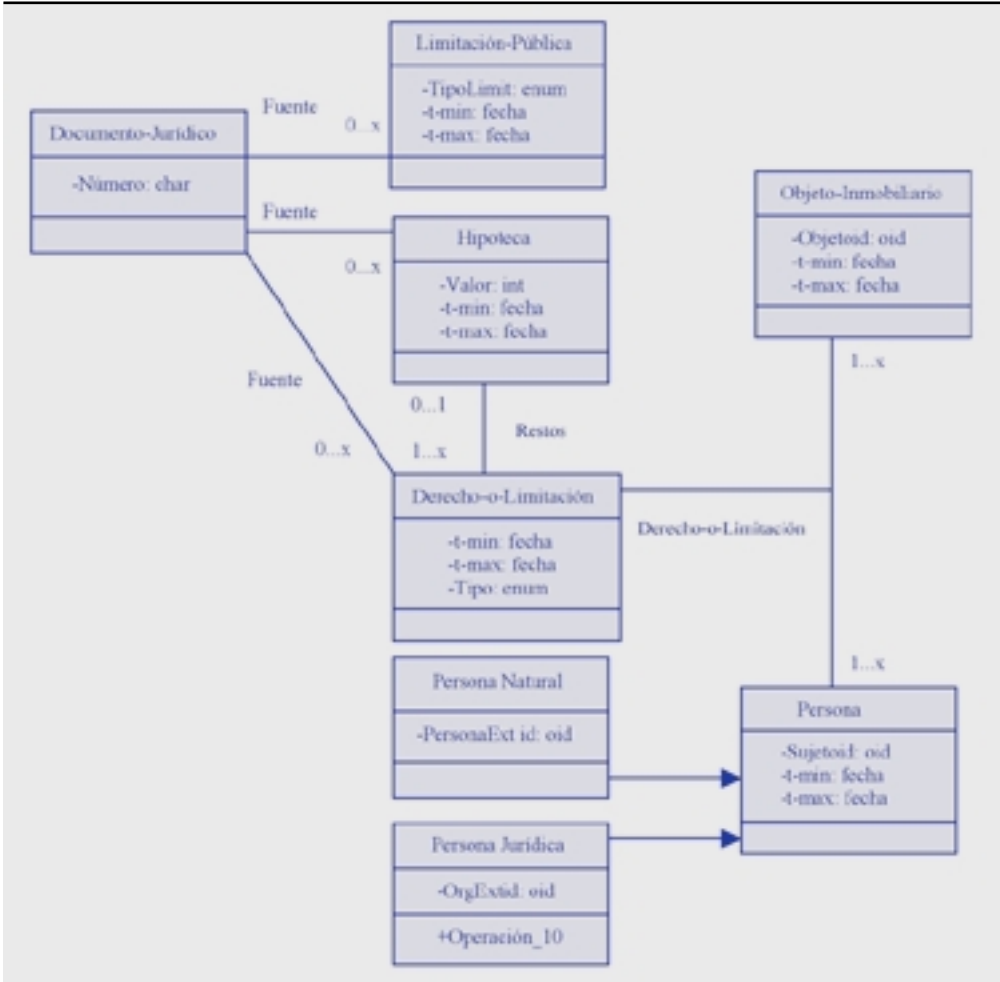 Limitación-Pública
-TipoLimit: enum
-t-min: fecha
-t-max: fecha
Fuente
0...x
Documento-Jurídico
-Número: char
Fuente
0...x
Hipoteca
-Valor: int
-t-min: fecha
-t-max: fecha
Objeto-Inmobiliario
-Objetoid: oid
-t-min: fecha
-t-max: fecha
1...x
Fuente
0...x
0...1
Restos
1...x
Derecho-o-Limitación
-t-min: fecha
-t-max: fecha
-Tipo: enum
Derecho-o-Limitación
1...x
Persona Natural
-PersonaExt id: oid
Persona
-Sujetoid: oid
-t-min: fecha
-t-max: fecha
Persona Jurídica
-OrgExtid: oid
+Operación_10